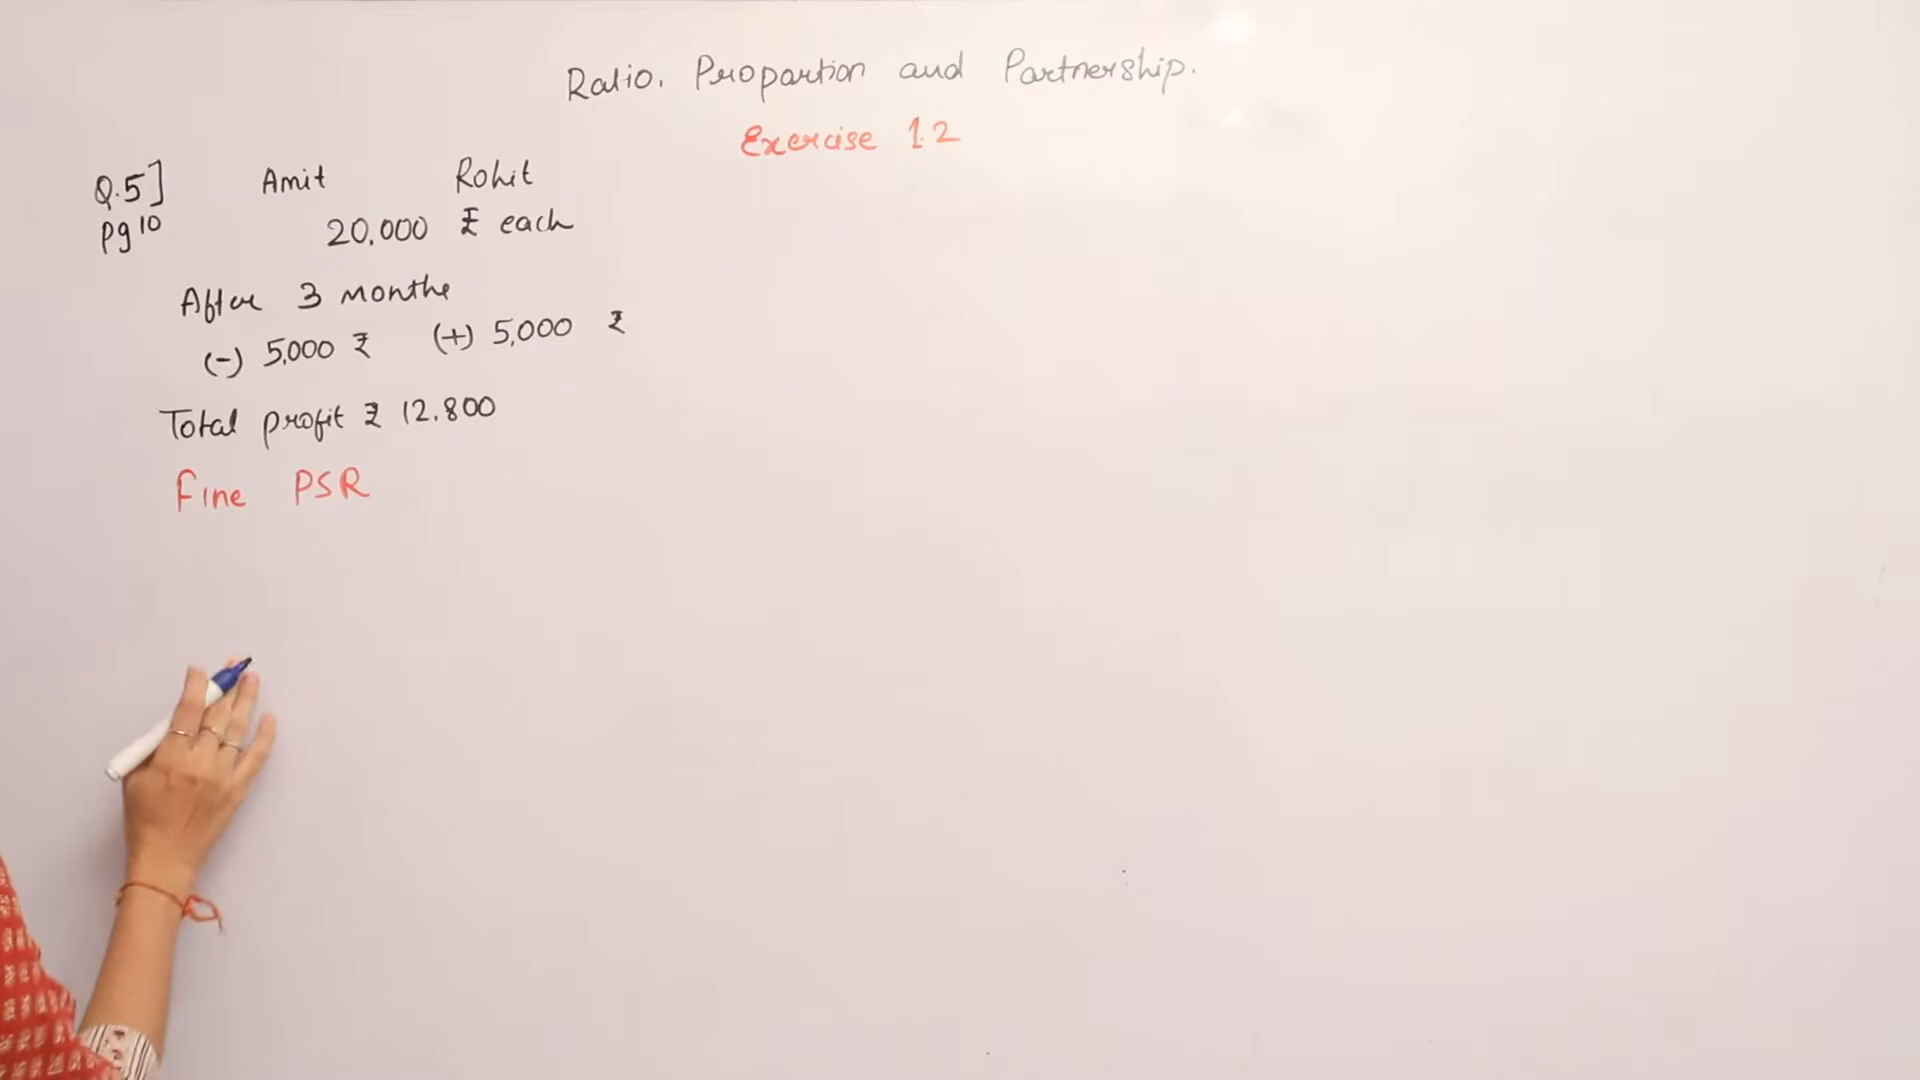 Ratio, Proportion and Partnership.
Exercise 1.2
Q.5] Amit Rohit
Pg 10 20,000 ₹ each
After 3 months
(-) 5,000 ₹ (+) 5,000 ₹
Total profit ₹ 12,800
Fine PSR